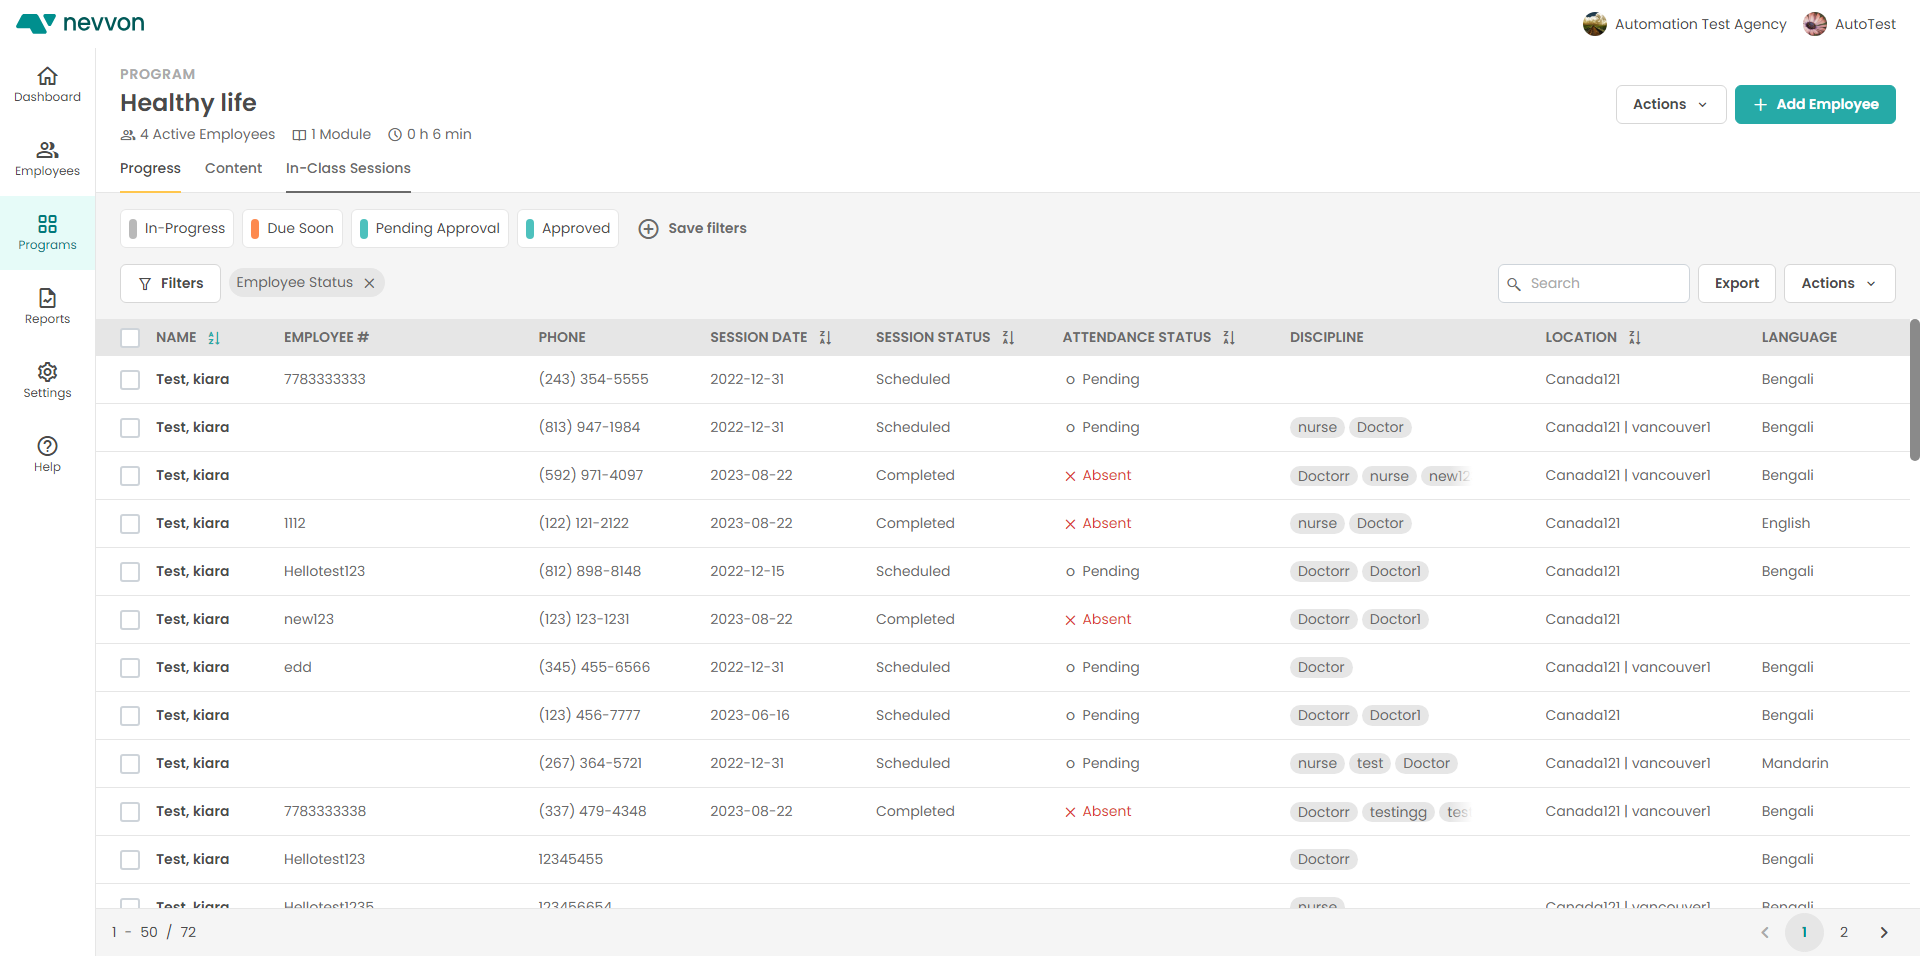 nevvon
Automation Test Agency AutoTest
Dashboard
Employees
Programs
Reports
Settings
Help
PROGRAM
Healthy life
4 Active Employees 1 Module 0 h 6 min
Actions + Add Employee
Progress Content In-Class Sessions
In-Progress Due Soon Pending Approval Approved Save filters
Filters Employee Status Search Export Actions
NAME EMPLOYEE # PHONE SESSION DATE SESSION STATUS ATTENDANCE STATUS DISCIPLINE LOCATION LANGUAGE
Test, kiara 7783333333 (243) 354-5555 2022-12-31 Scheduled Pending Canada121 Bengali
Test, kiara (813) 947-1984 2022-12-31 Scheduled Pending nurse Doctor Canada121 | vancouver1 Bengali
Test, kiara (592) 971-4097 2023-08-22 Completed Absent Doctorr nurse new12 Canada121 | vancouver1 Bengali
Test, kiara 1112 (122) 121-2122 2023-08-22 Completed Absent nurse Doctor Canada121 English
Test, kiara Hellotest123 (812) 898-8148 2022-12-15 Scheduled Pending Doctorr Doctor1 Canada121 Bengali
Test, kiara new123 (123) 123-1231 2023-08-22 Completed Absent Doctorr Doctor1 Canada121
Test, kiara edd (345) 455-6566 2022-12-31 Scheduled Pending Doctor Canada121 | vancouver1 Bengali
Test, kiara (123) 456-7777 2023-06-16 Scheduled Pending Doctorr Doctor1 Canada121 Bengali
Test, kiara (267) 364-5721 2022-12-31 Scheduled Pending nurse test Doctor Canada121 | vancouver1 Mandarin
Test, kiara 7783333338 (337) 479-4348 2023-08-22 Completed Absent Doctorr testingg tes Canada121 | vancouver1 Bengali
Test, kiara Hellotest123 12345455 Doctorr Bengali
Test, kiara Hellotest1235 123456654 nurse Canada121 | vancouver1 Bengali
1 - 50 / 72 1 2